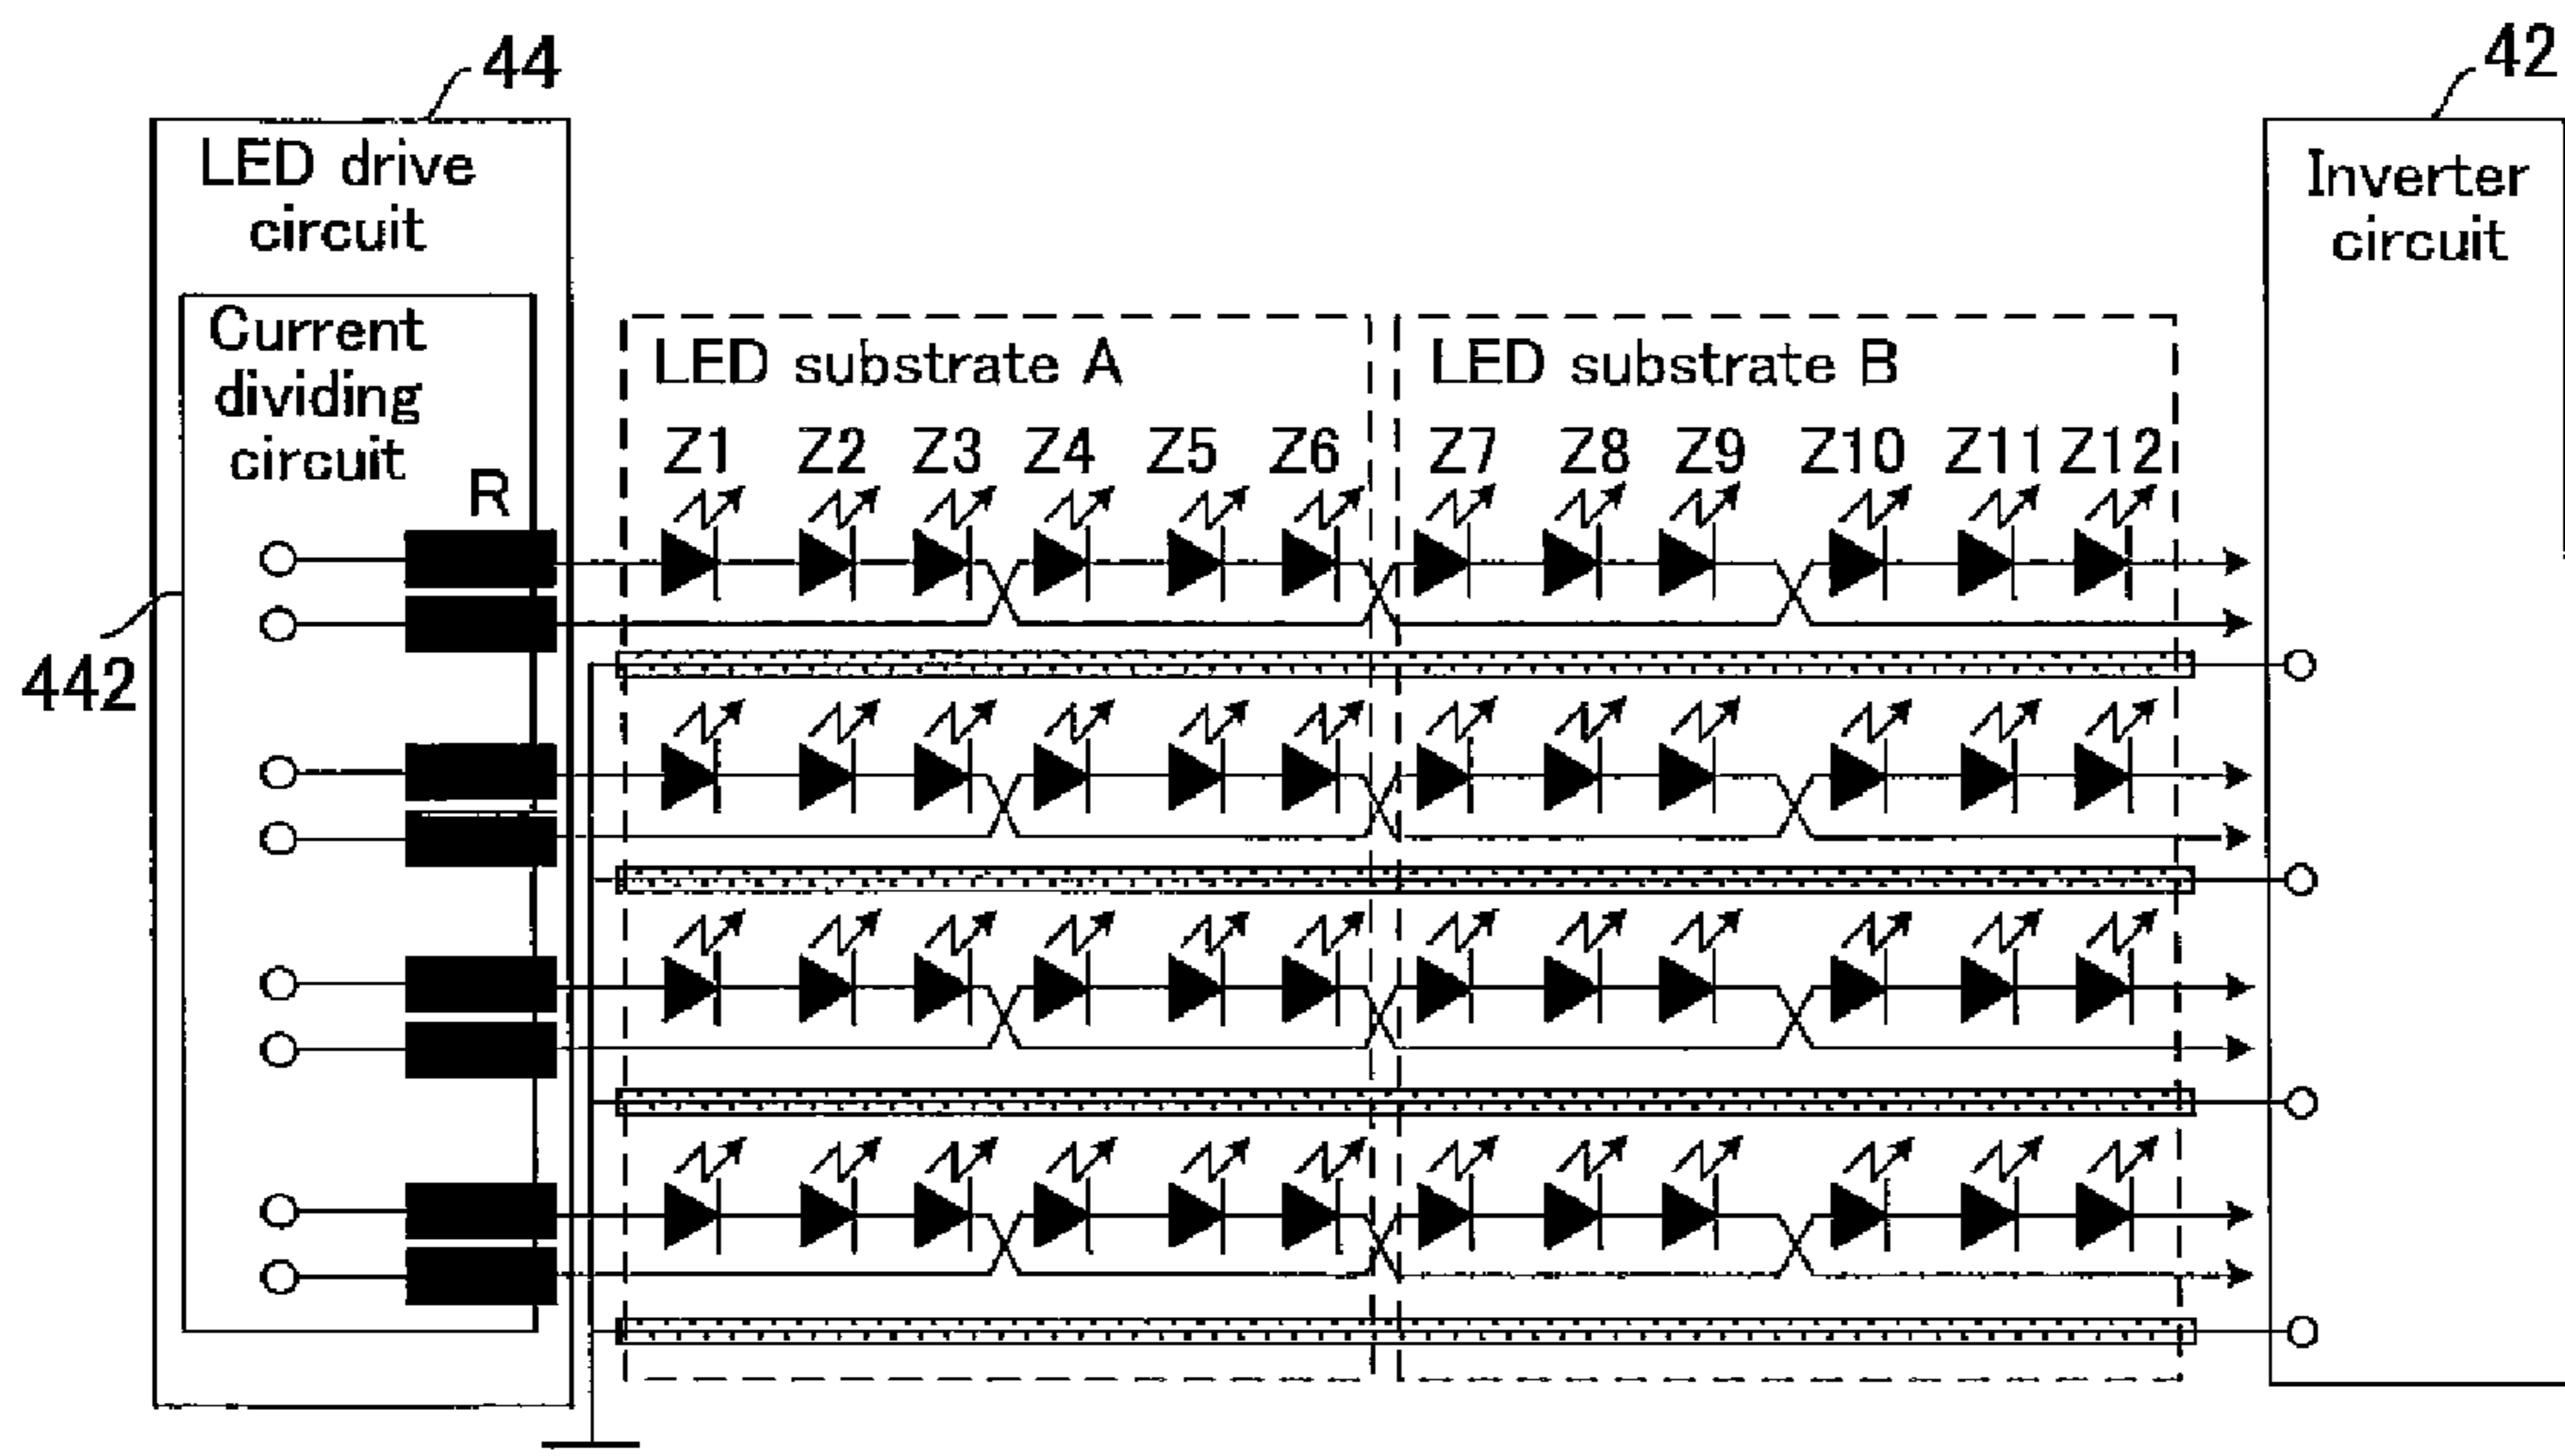 44
42
LED drive
circuit
Inverter
circuit
Current
dividing
circuit
R
LED substrate A
LED substrate B
Z1 Z2 Z3 Z4 Z5 Z6 Z7 Z8 Z9 Z10 Z11 Z12
442